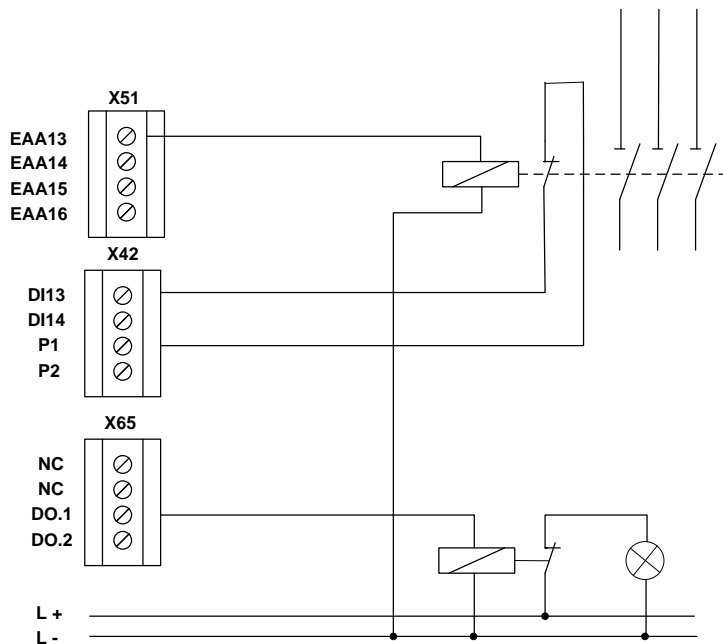 X51
EAA13
EAA14
EAA15
EAA16
X42
DI13
DI14
P1
P2
X65
NC
NC
DO.1
DO.2
L +
L -